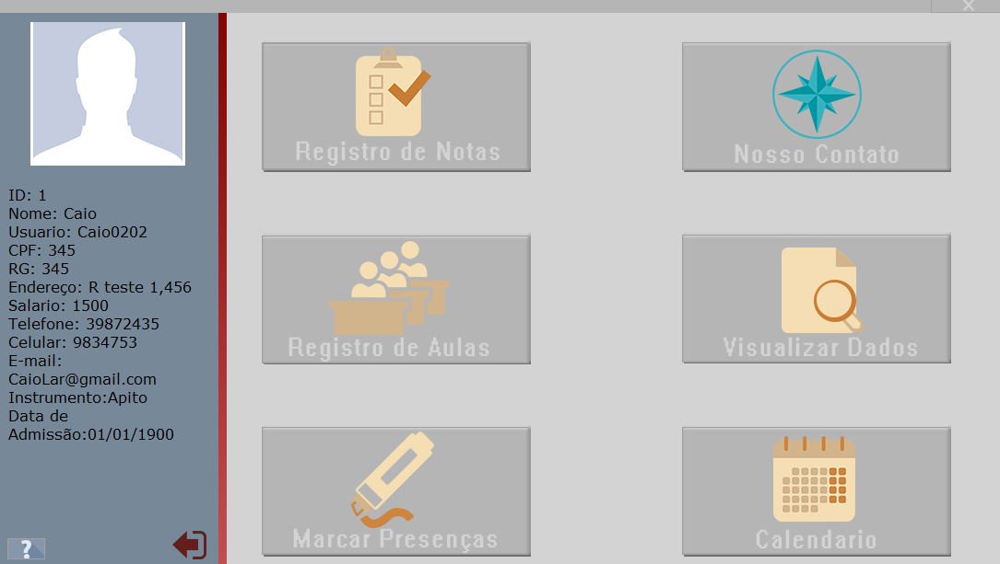 X
ID: 1
Nome: Caio
Usuario: Caio0202
CPF: 345
RG: 345
Endereço: R teste 1,456
Salario: 1500
Telefone: 39872435
Celular: 9834753
E-mail:
CaioLar@gmail.com
Instrumento:Apito
Data de
Admissão:01/01/1900
?
Registro de Notas
Nosso Contato
Registro de Aulas
Visualizar Dados
Marcar Presenças
Calendario